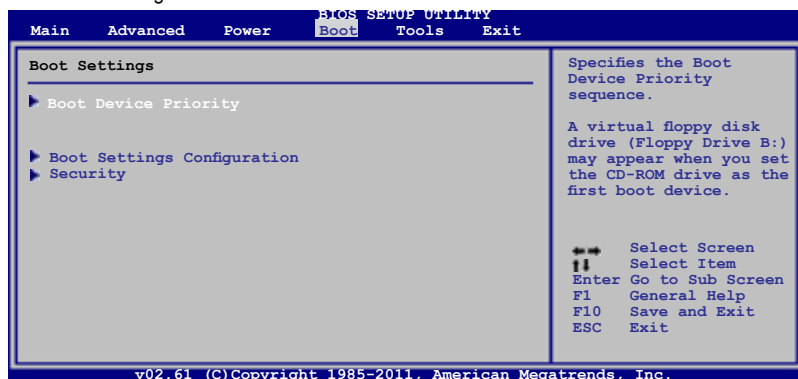 BIOS SETUP UTILITY
Main Advanced Power Boot Tools Exit
Boot Settings
Boot Device Priority
Boot Settings Configuration
Security
Specifies the Boot
Device Priority
sequence.
A virtual floppy disk
drive (Floppy Drive B:)
may appear when you set
the CD-ROM drive as the
first boot device.
Select Screen
Select Item
Enter Go to Sub Screen
F1 General Help
F10 Save and Exit
ESC Exit
v02.61 (C)Copyright 1985-2011, American Megatrends, Inc.